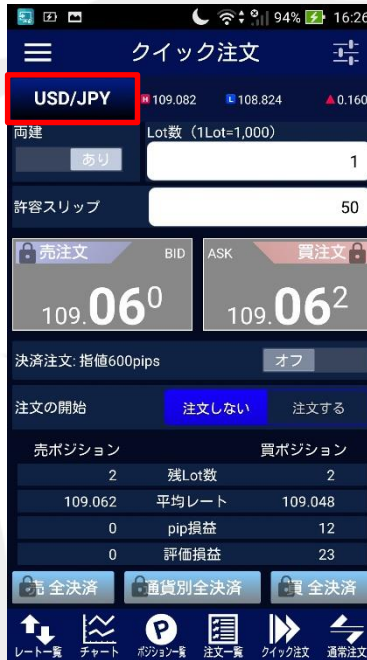 94% 16:26
クイック注文
USD/JPY H 109.082 L 108.824 ▲0.160
両建 Lot数（1Lot=1,000）
あり 1
許容スリップ 50
売注文 BID ASK 買注文
109.060 109.062
決済注文: 指値600pips オフ
注文の開始 注文しない 注文する
売ポジション 買ポジション
2 残Lot数 2
109.062 平均レート 109.048
0 pip損益 12
0 評価損益 23
売 全決済 通貨別全決済 買 全決済
P
レート一覧 チャート ポジション一覧 注文一覧 クイック注文 通常注文